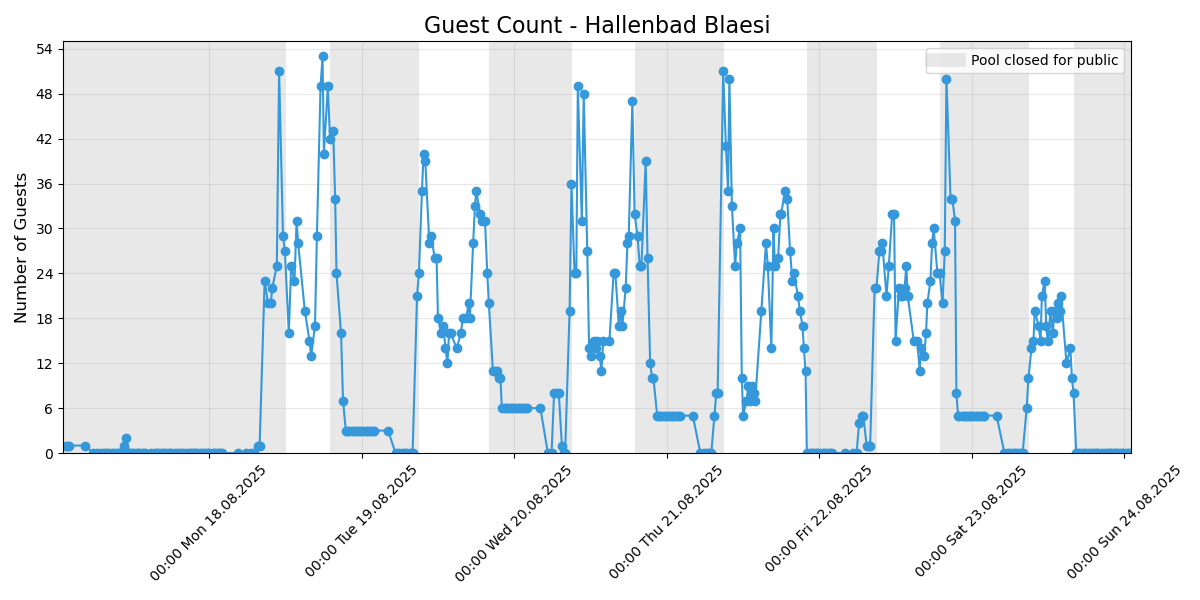 Guest Count - Hallenbad Blaesi
Pool closed for public
Number of Guests
54
48
42
36
30
24
18
12
6
0
00:00 Mon 18.08.2025
00:00 Tue 19.08.2025
00:00 Wed 20.08.2025
00:00 Thu 21.08.2025
00:00 Fri 22.08.2025
00:00 Sat 23.08.2025
00:00 Sun 24.08.2025